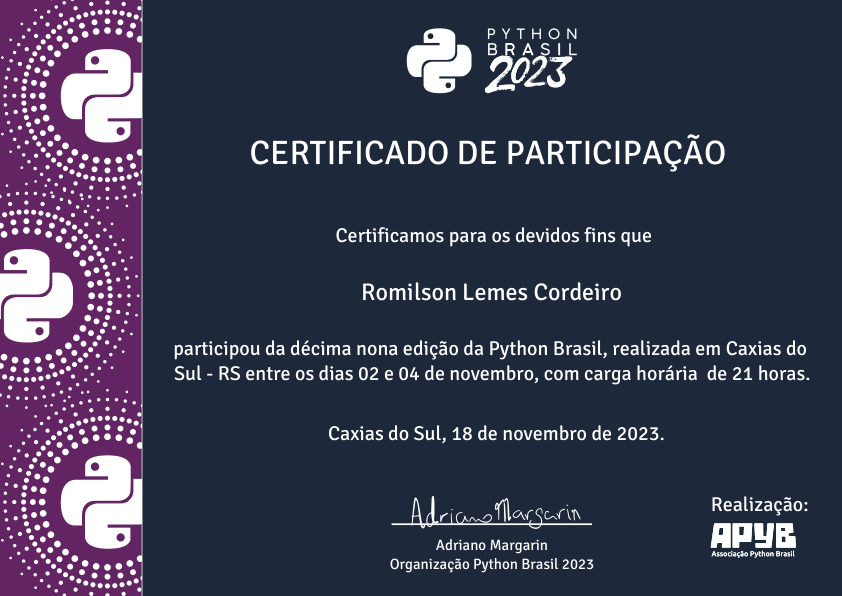 PYTHON
BRASIL
2023
CERTIFICADO DE PARTICIPAÇÃO
Certificamos para os devidos fins que
Romilson Lemes Cordeiro
participou da décima nona edição da Python Brasil, realizada em Caxias do
Sul - RS entre os dias 02 e 04 de novembro, com carga horária  de 21 horas.
Caxias do Sul, 18 de novembro de 2023.
Adriano Margarin
Adriano Margarin
Organização Python Brasil 2023
Realização:
APYB
Associação Python Brasil